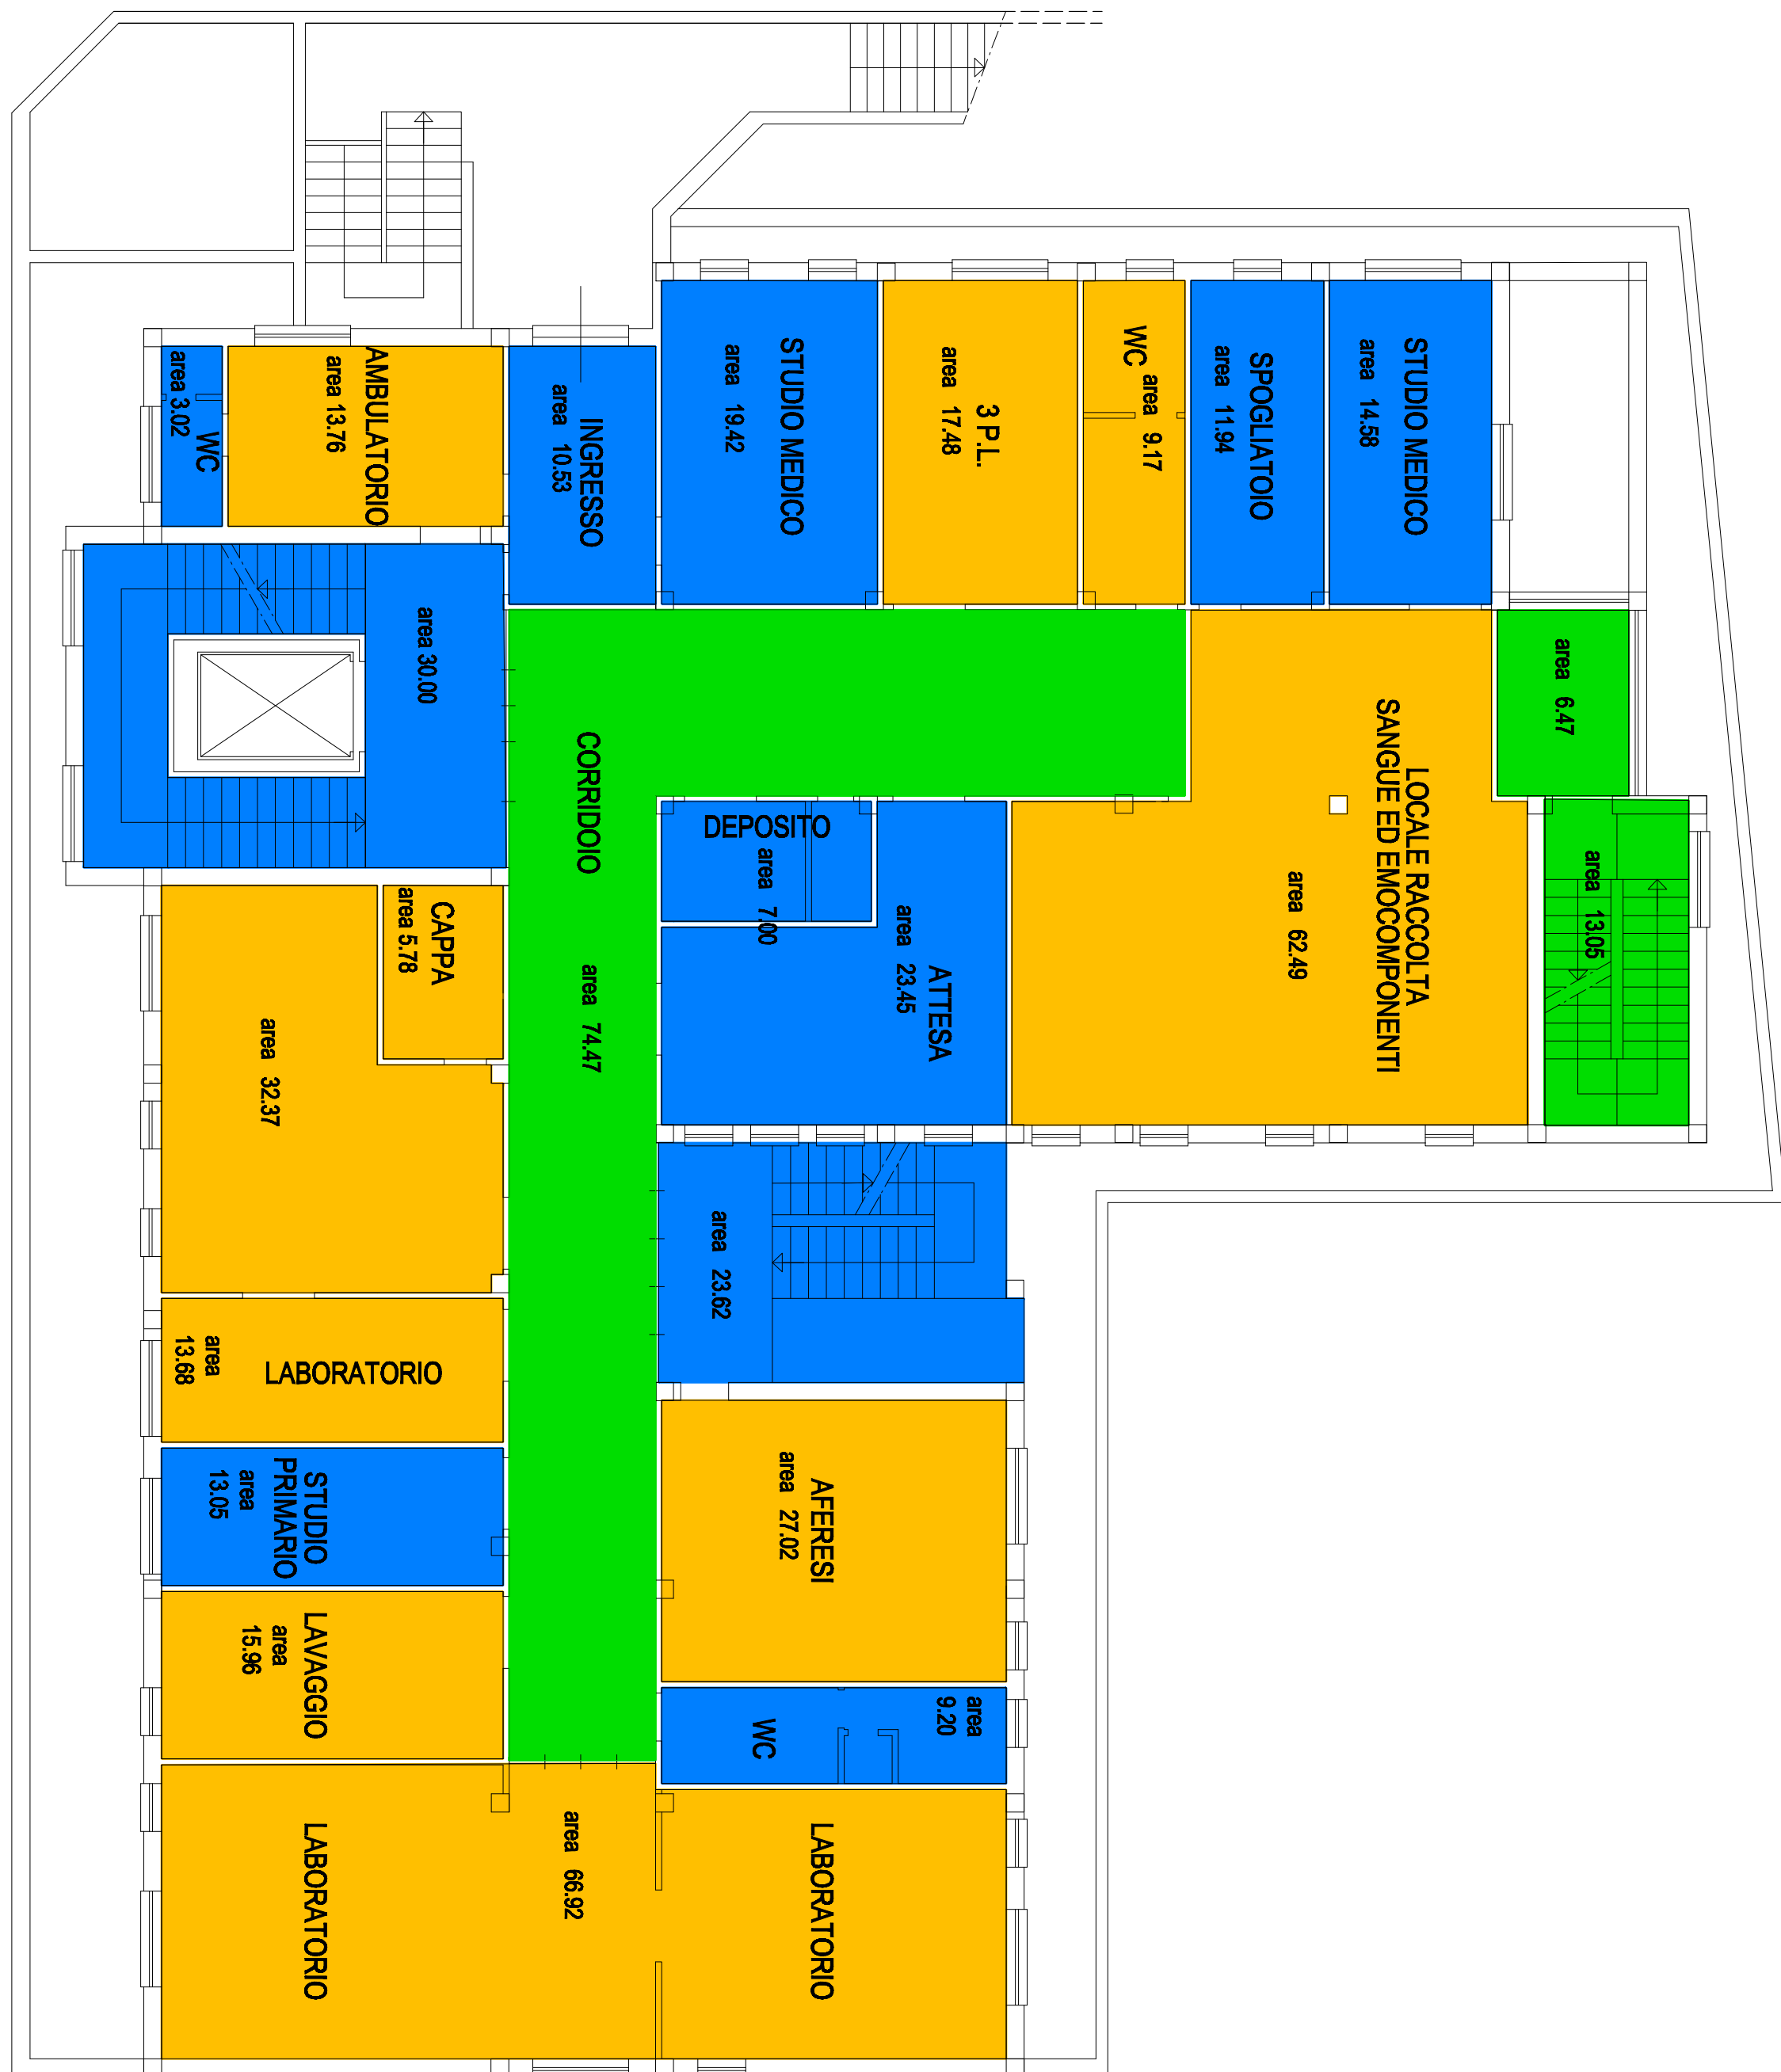 STUDIO MEDICO
area 19.42
3 P.L.
area 17.48
WC
area 9.17
SPOGLIATOIO
area 11.94
STUDIO MEDICO
area 14.58
area 3.02
WC
AMBULATORIO
area 13.76
INGRESSO
area 10.53
area 30.00
CORRIDOIO
area 74.47
area 6.47
LOCALE RACCOLTA
SANGUE ED EMOCOMPONENTI
area 62.49
area 13.05
DEPOSITO
area 7.00
ATTESA
area 23.45
CAPPA
area 5.78
area 32.37
area 23.62
LABORATORIO
area
13.68
STUDIO
PRIMARIO
area
13.05
AFERESI
area 27.02
LAVAGGIO
area
15.96
WC
area
9.20
LABORATORIO
area 66.92
LABORATORIO